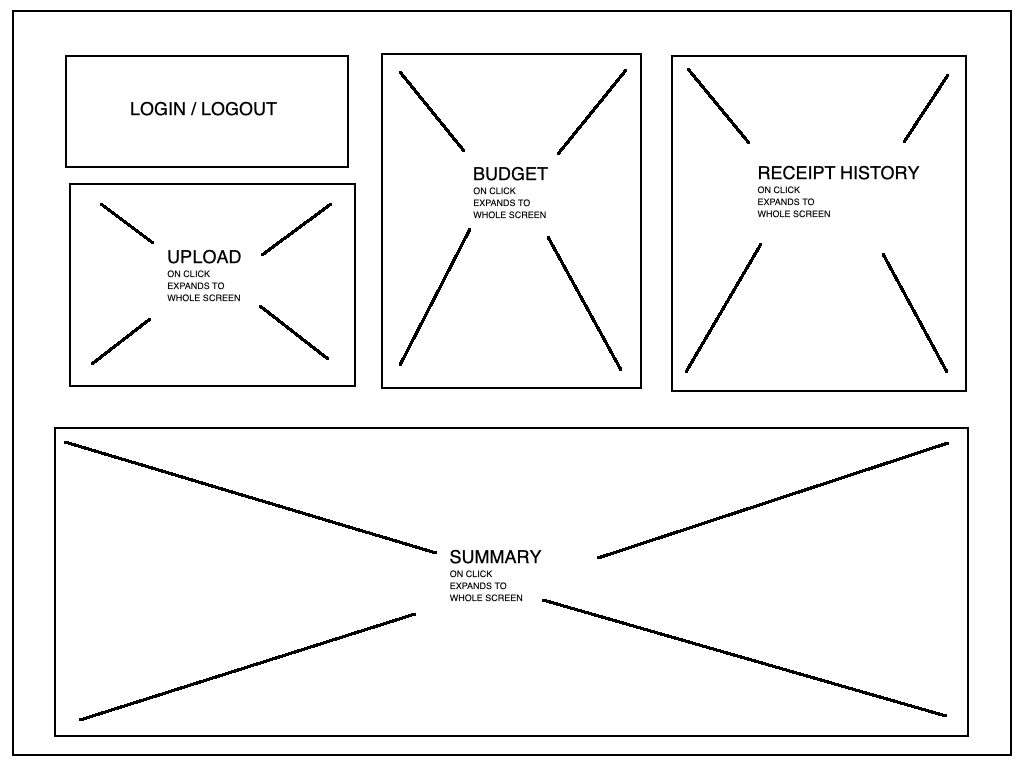 LOGIN / LOGOUT
UPLOAD
ON CLICK
EXPANDS TO
WHOLE SCREEN
BUDGET
ON CLICK
EXPANDS TO
WHOLE SCREEN
RECEIPT HISTORY
ON CLICK
EXPANDS TO
WHOLE SCREEN
SUMMARY
ON CLICK
EXPANDS TO
WHOLE SCREEN